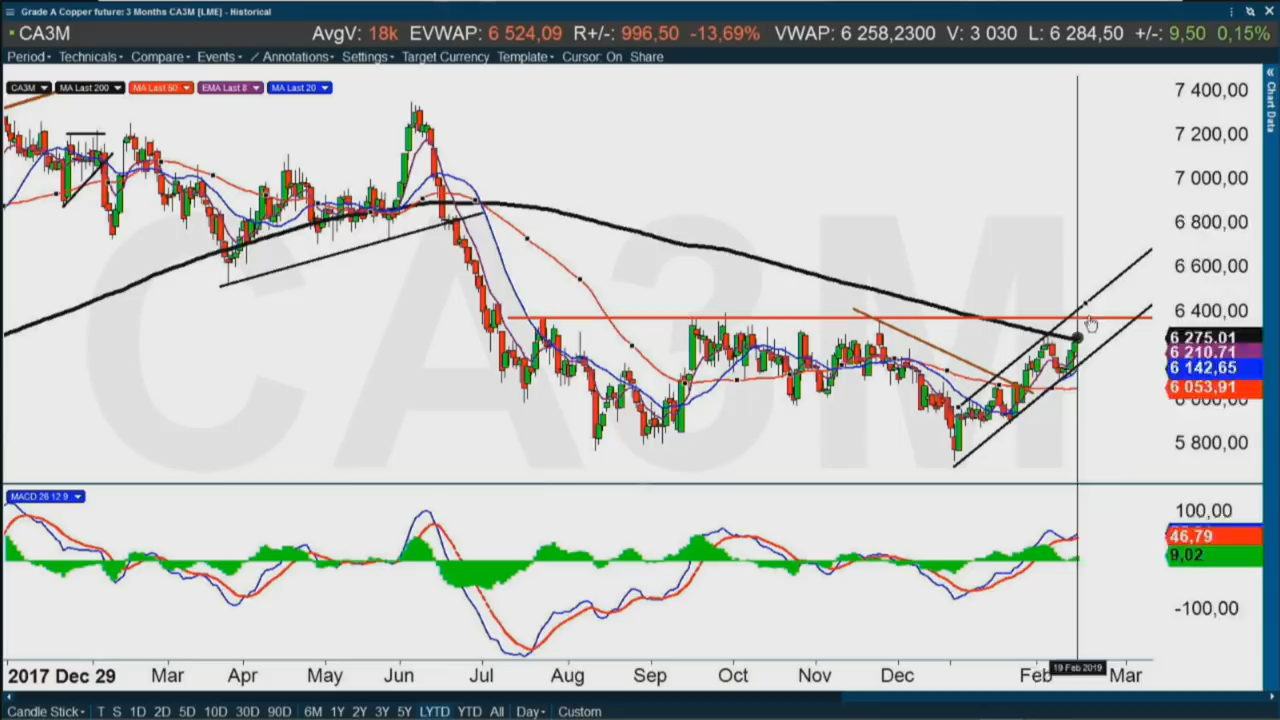 Grade A Copper future: 3 Months CA3M [LME] - Historical
CA3M AvgV: 18k EVWAP: 6 524,09 R+/-: 996,50 -13,69% VWAP: 6 258,2300 V: 3 030 L: 6 284,50 +/-: 9,50 0,15%
Period Technicals Compare Events Annotations Settings Target Currency Template Cursor: On Share
CA3M MA Last 200 MA Last 50 EMA Last 8 MA Last 20
Chart Data
7 400,00
7 200,00
7 000,00
6 800,00
6 600,00
6 400,00
6 275,01
6 210,71
6 142,65
6 053,91
6 000,00
5 800,00
CA3M
MACD 26 12 9
100,00
46,79
9,02
-100,00
19 Feb 2019
2017 Dec 29 Mar Apr May Jun Jul Aug Sep Oct Nov Dec Feb Mar
Candle Stick T S 1D 2D 5D 10D 30D 90D 6M 1Y 2Y 3Y 5Y LYTD YTD All Day Custom